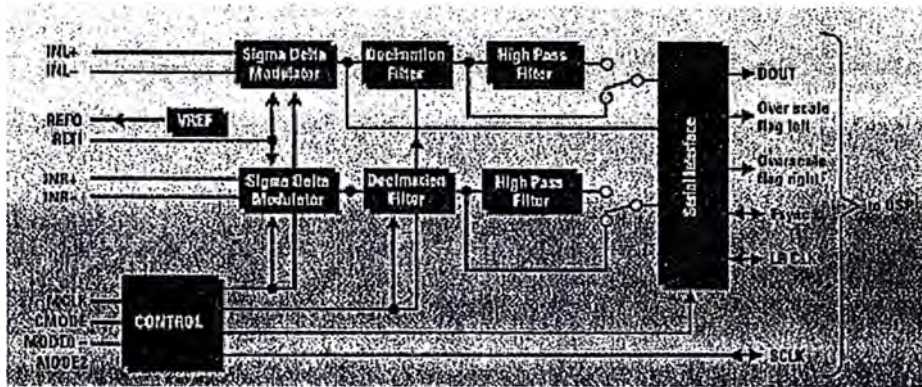 INL+
INL-
Sigma Delta
Modulator
Decimation
Filter
High Pass
Filter
DOUT
Over scale
flag left
REFO
VREF
REFI
Serial Interface
Overscale
flag right
INR+
INR-
Sigma Delta
Modulator
Decimation
Filter
High Pass
Filter
Fsync
to DSP
LR CLK
CMODE
CONTROL
MODE2
SCLK